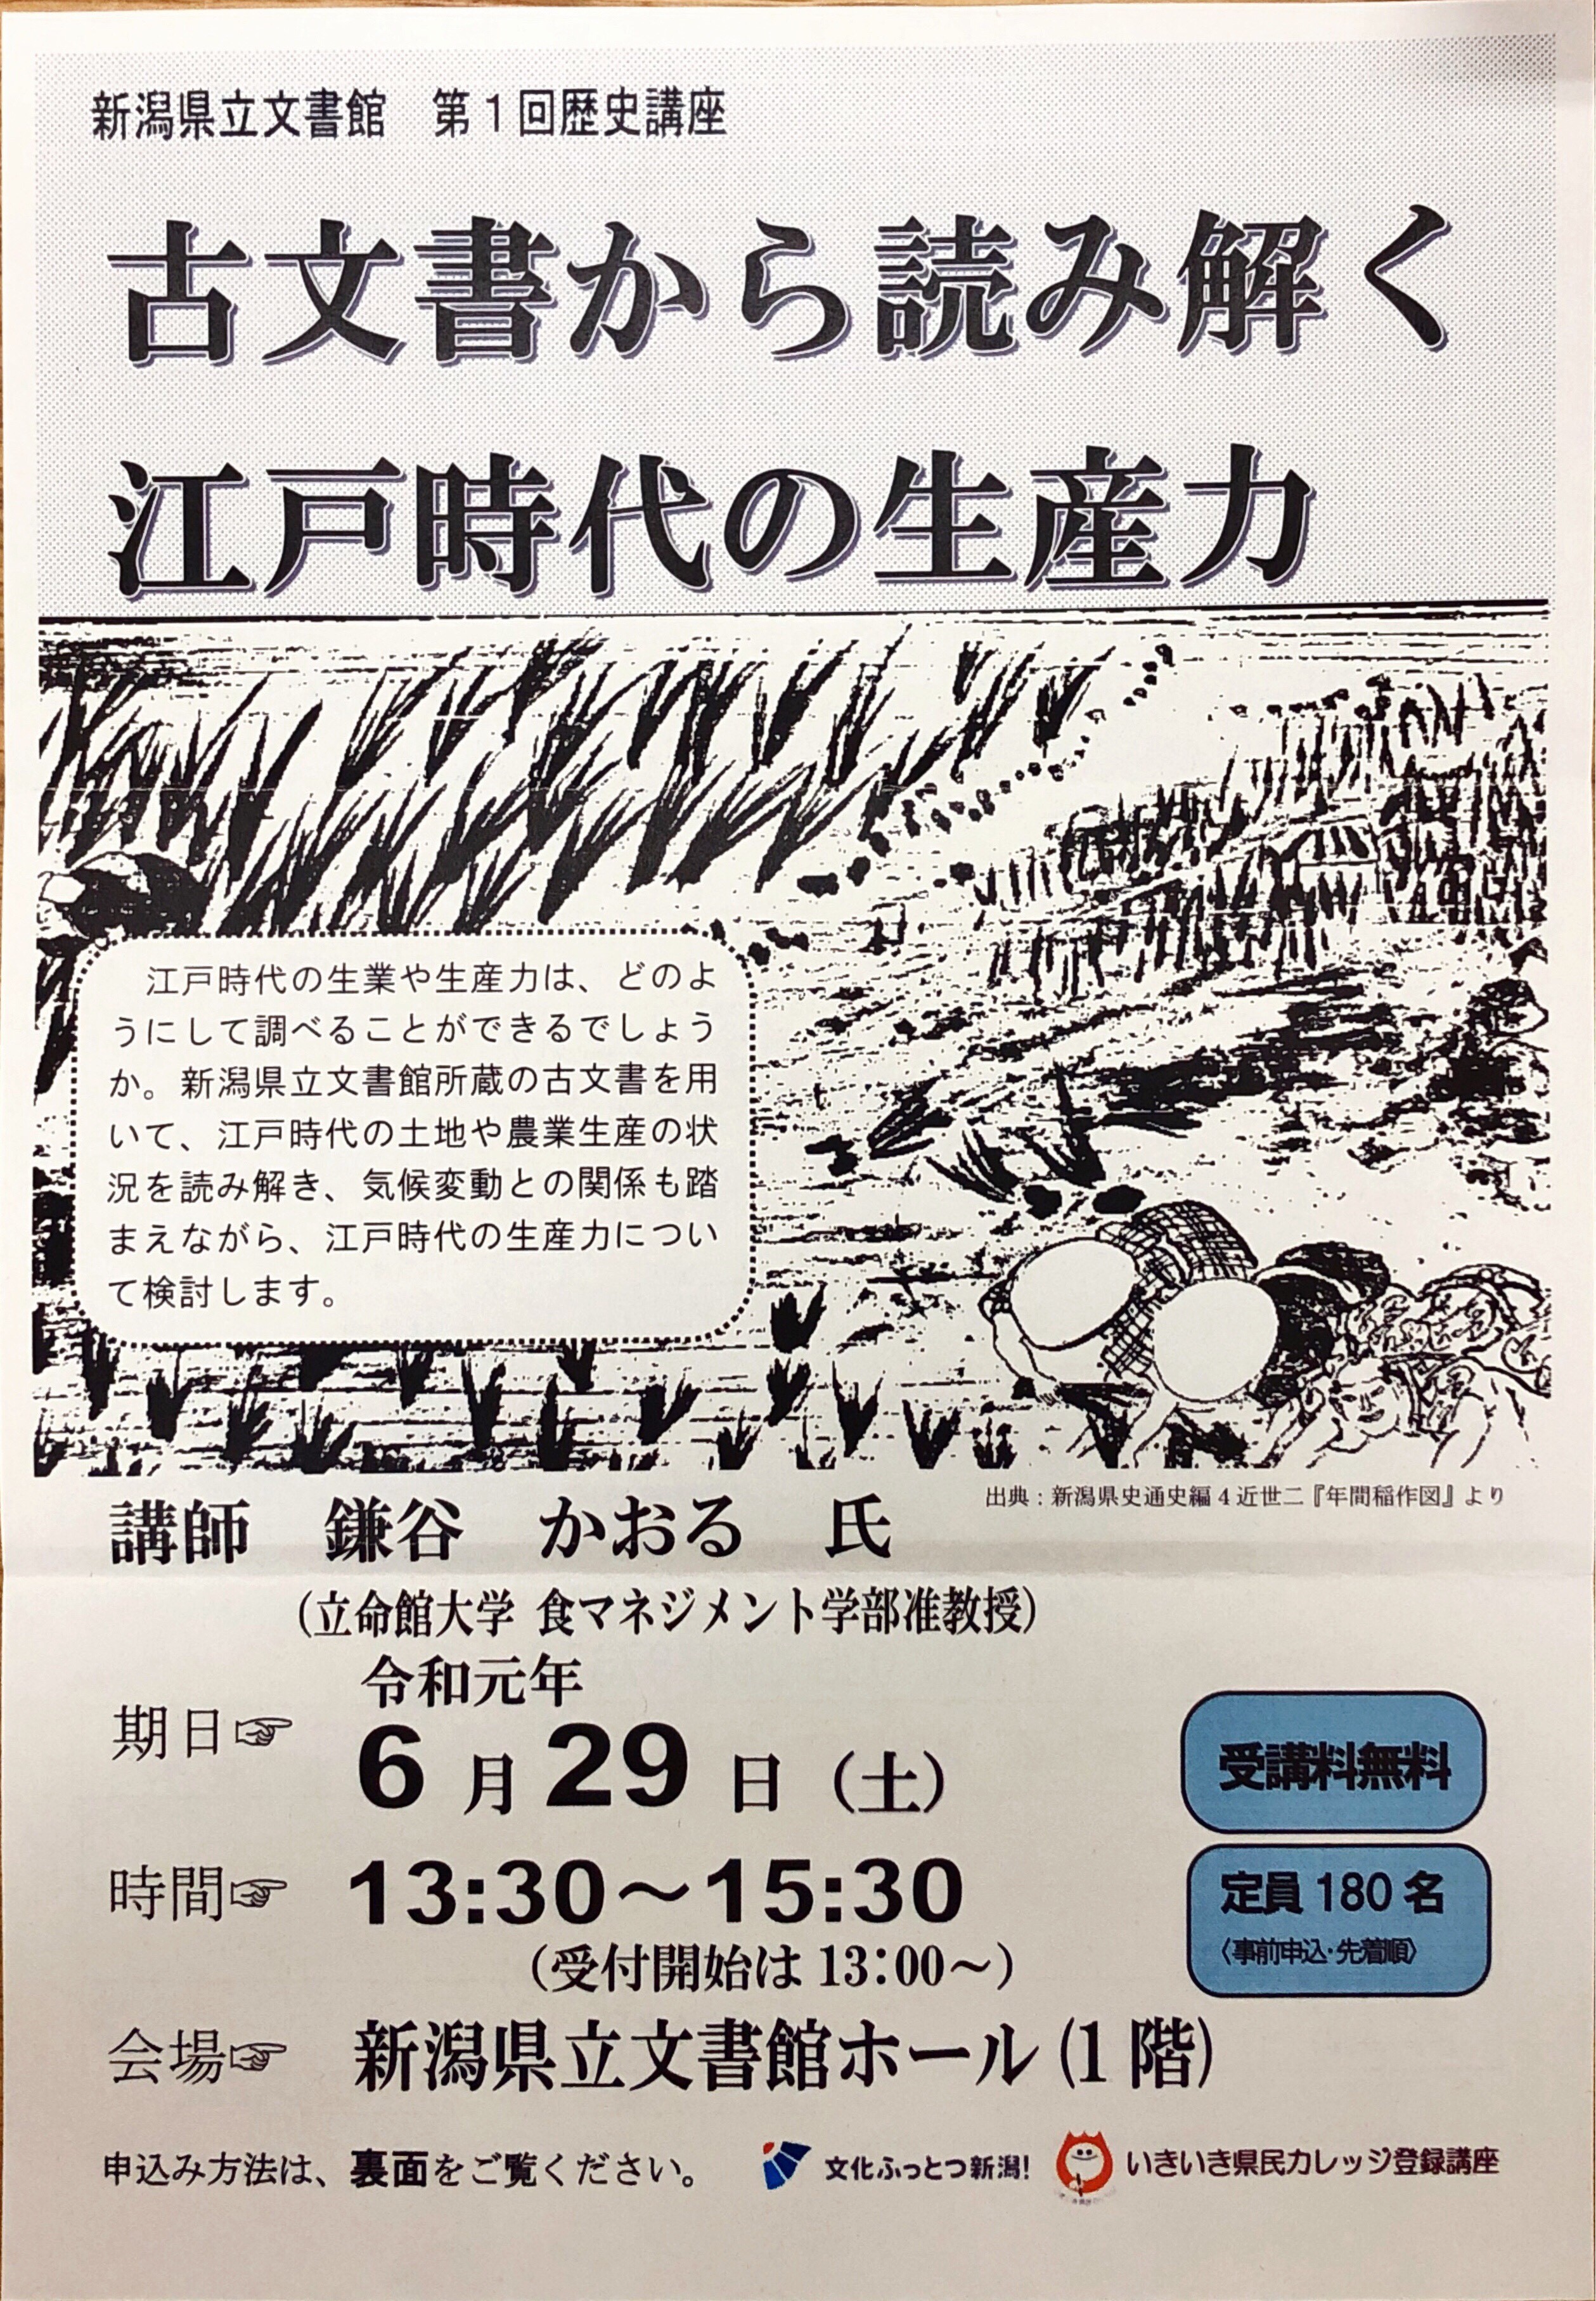 新潟県立文書館　第1回歴史講座
古文書から読み解く
江戸時代の生産力
　江戸時代の生業や生産力は、どのよ
うにして調べることができるでしょう
か。新潟県立文書館所蔵の古文書を用
いて、江戸時代の土地や農業生産の状
況を読み解き、気候変動との関係も踏
まえながら、江戸時代の生産力につい
て検討します。
出典：新潟県史通史編4近世二『年間稲作図』より
講師　鎌谷　かおる　氏
（立命館大学 食マネジメント学部准教授）
令和元年
期日☞ 6月29日（土）
受講料無料
時間☞ 13:30～15:30
定員180名
〈事前申込・先着順〉
（受付開始は13:00～）
会場☞ 新潟県立文書館ホール(1階)
申込み方法は、裏面をご覧ください。
文化ふっとつ新潟！
いきいき県民カレッジ登録講座